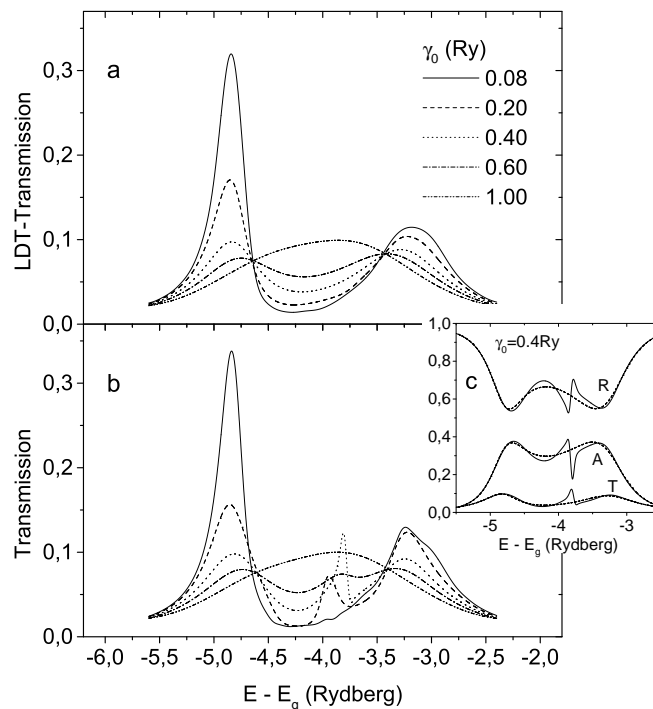 a
γ₀ (Ry)
0.08
0.20
0.40
0.60
1.00
LDT-Transmission
0,3
0,2
0,1
0,0
b
Transmission
0,3
0,2
0,1
0,0
-6,0 -5,5 -5,0 -4,5 -4,0 -3,5 -3,0 -2,5 -2,0
E - E_g (Rydberg)
c
γ₀=0.4Ry
1,0
0,8
0,6
0,4
0,2
0,0
R
A
T
-5 -4 -3
E - E_g (Rydberg)